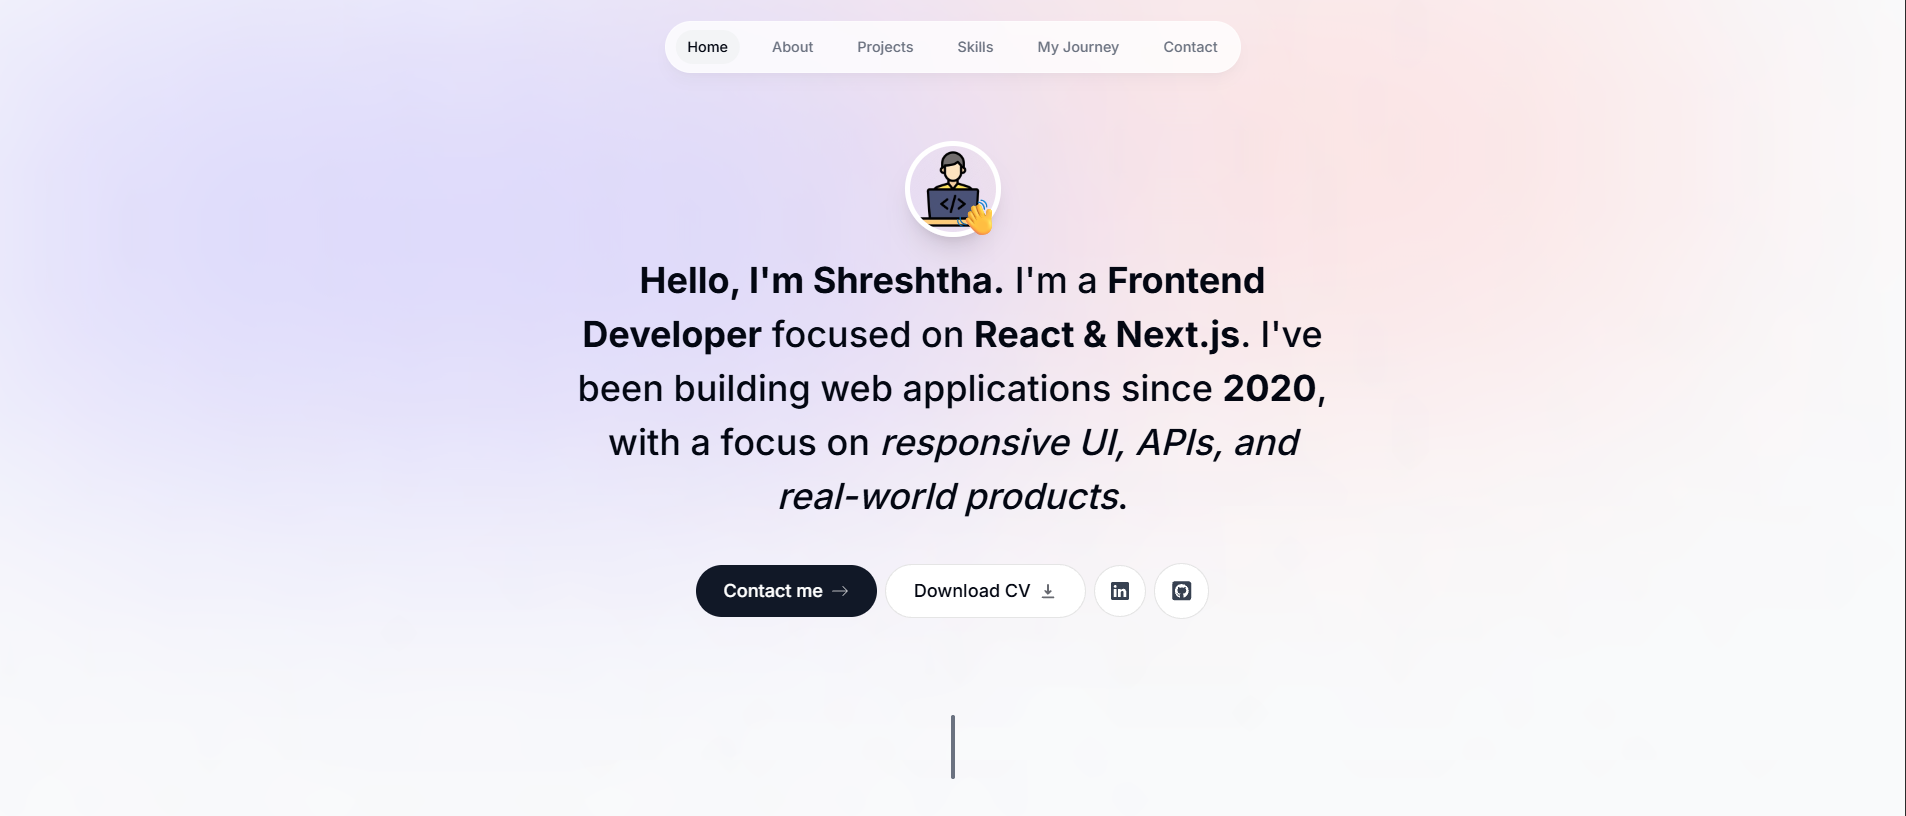 Home About Projects Skills My Journey Contact
</>
Hello, I'm Shreshtha. I'm a Frontend
Developer focused on React & Next.js. I've
been building web applications since 2020,
with a focus on responsive UI, APIs, and
real-world products.
Contact me Download CV in